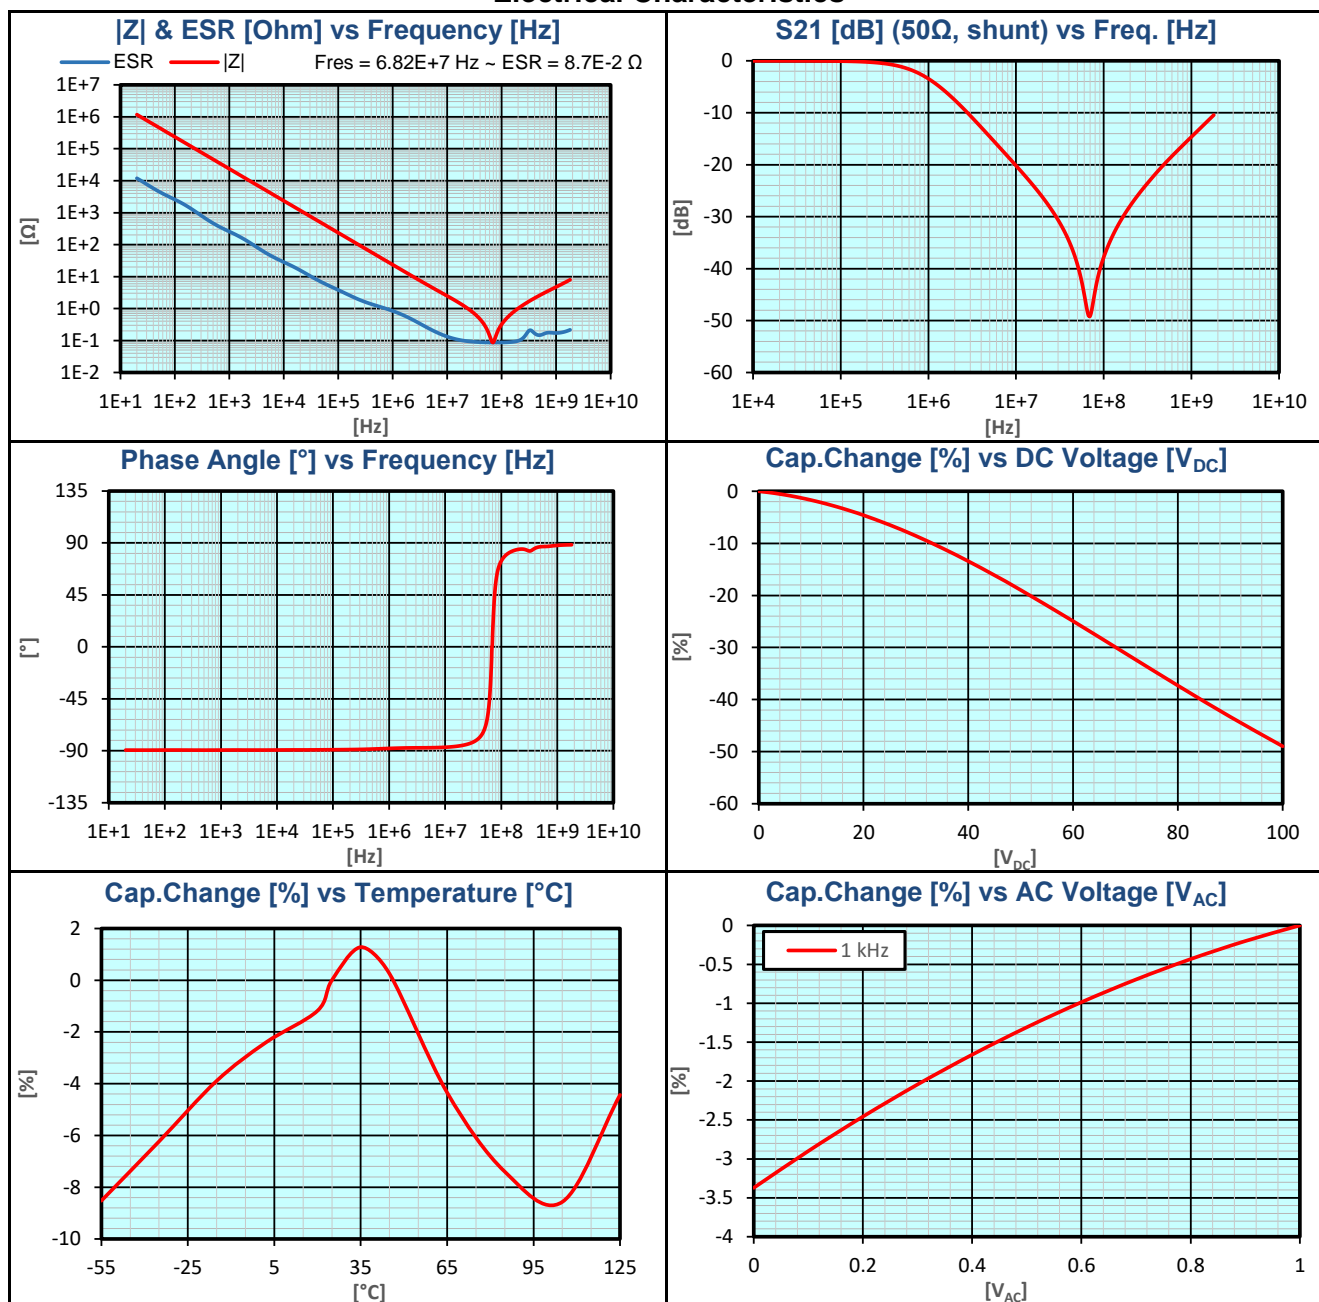 |Z| & ESR [Ohm] vs Frequency [Hz]
ESR |Z| Fres = 6.82E+7 Hz ~ ESR = 8.7E-2 Ω
1E+7
1E+6
1E+5
1E+4
1E+3
1E+2
1E+1
1E+0
1E-1
1E-2
[Ω]
1E+1 1E+2 1E+3 1E+4 1E+5 1E+6 1E+7 1E+8 1E+9 1E+10
[Hz]
S21 [dB] (50Ω, shunt) vs Freq. [Hz]
0
-10
-20
-30
-40
-50
-60
[dB]
1E+4 1E+5 1E+6 1E+7 1E+8 1E+9 1E+10
[Hz]
Phase Angle [°] vs Frequency [Hz]
135
90
45
0
-45
-90
-135
[°]
1E+1 1E+2 1E+3 1E+4 1E+5 1E+6 1E+7 1E+8 1E+9 1E+10
[Hz]
Cap.Change [%] vs DC Voltage [VDC]
0
-10
-20
-30
-40
-50
-60
[%]
0 20 40 60 80 100
[VDC]
Cap.Change [%] vs Temperature [°C]
2
0
-2
-4
-6
-8
-10
[%]
-55 -25 5 35 65 95 125
[°C]
Cap.Change [%] vs AC Voltage [VAC]
1 kHz
0
-0.5
-1
-1.5
-2
-2.5
-3
-3.5
-4
[%]
0 0.2 0.4 0.6 0.8 1
[VAC]